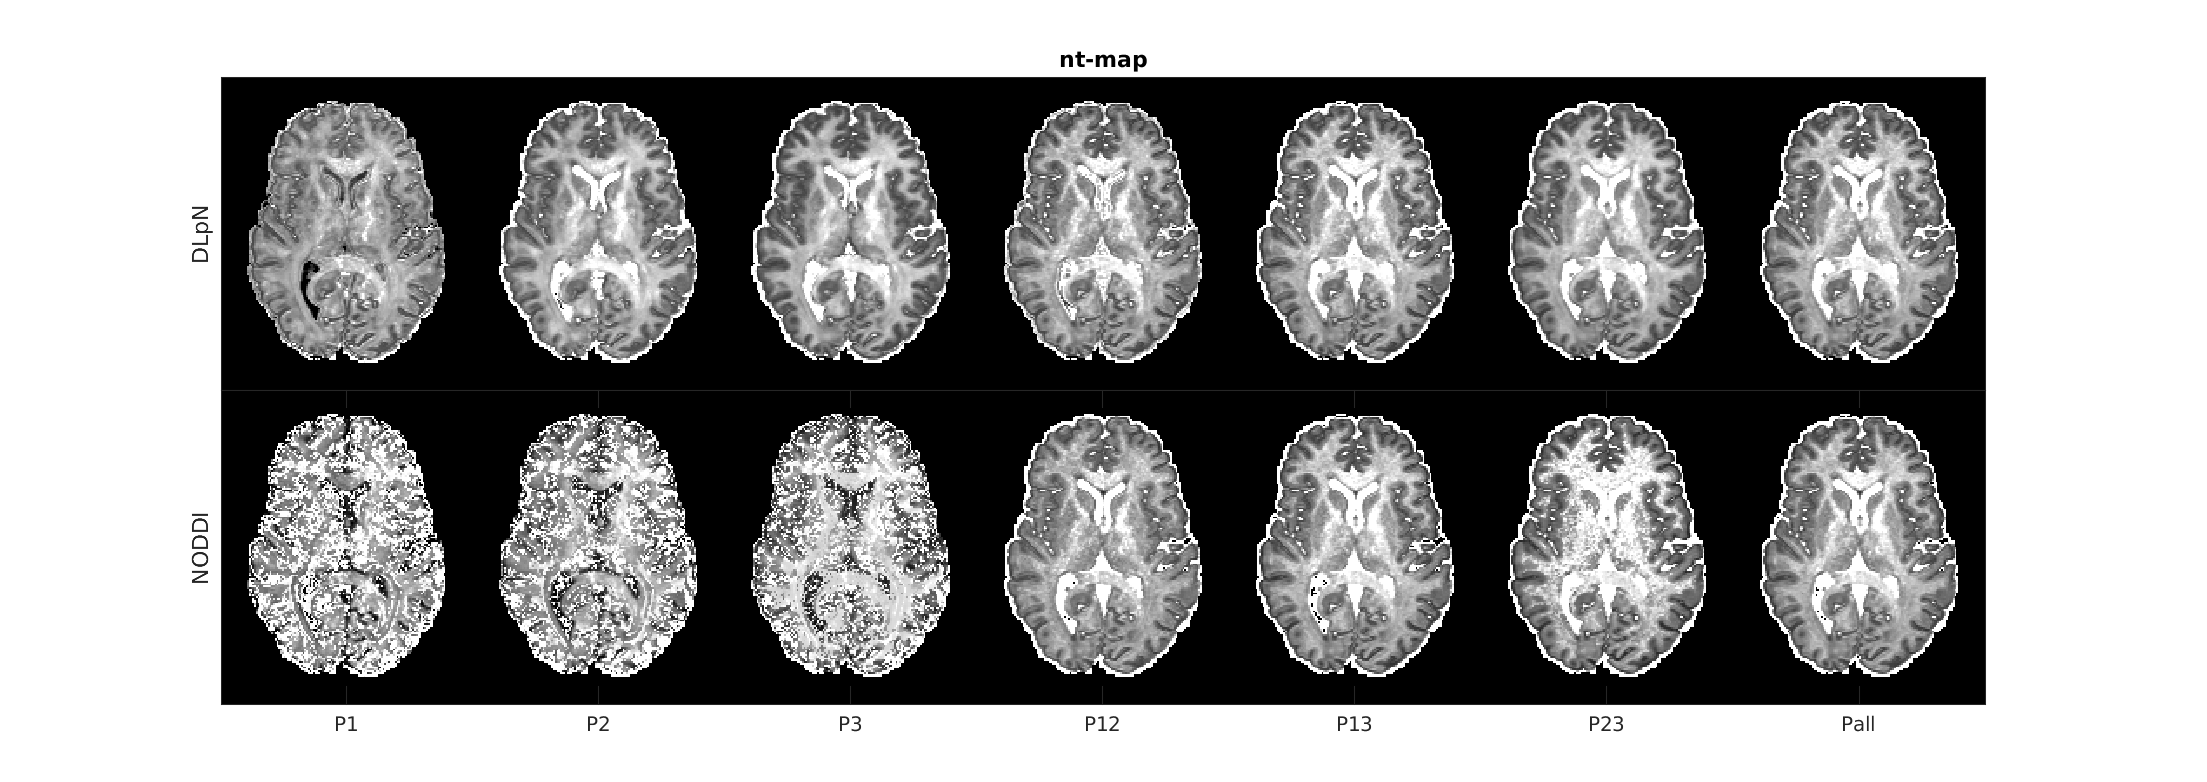 nt-map
DLpN
NODDI
P1 P2 P3 P12 P13 P23 Pall